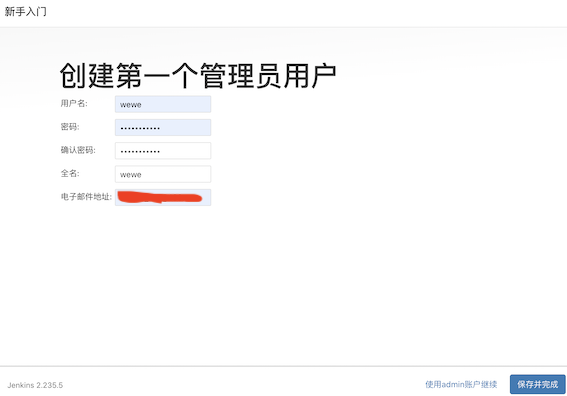 新手入门
创建第一个管理员用户
用户名: wewe
密码: •••••••••••
确认密码: •••••••••••
全名: wewe
电子邮件地址:
Jenkins 2.235.5 使用admin账户继续 保存并完成